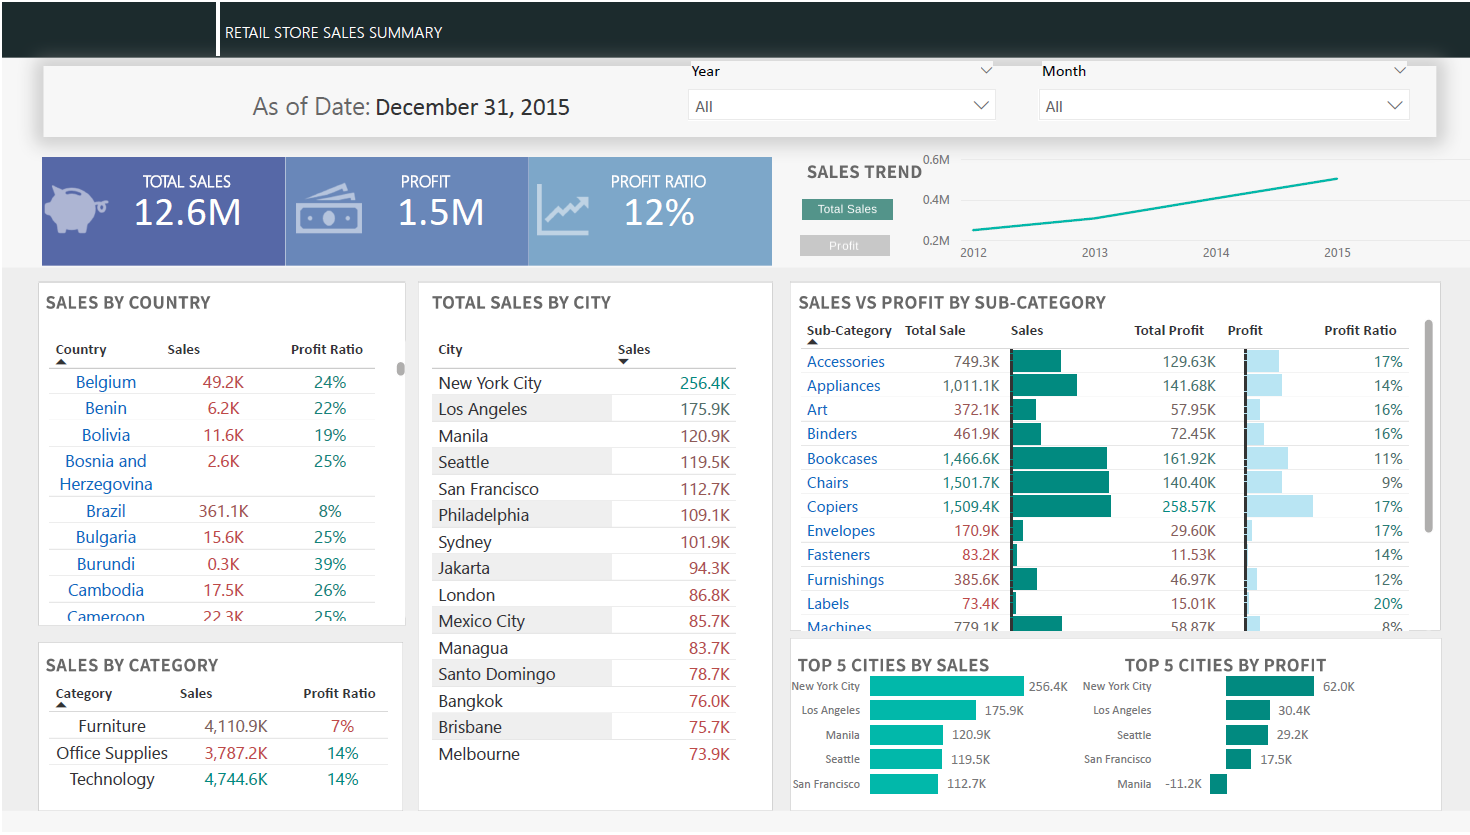 RETAIL STORE SALES SUMMARY
As of Date: December 31, 2015
Year
All
Month
All
TOTAL SALES
12.6M
PROFIT
1.5M
PROFIT RATIO
12%
SALES TREND
Total Sales
Profit
0.6M
0.4M
0.2M
2012 2013 2014 2015
SALES BY COUNTRY
Country Sales Profit Ratio
Belgium 49.2K 24%
Benin 6.2K 22%
Bolivia 11.6K 19%
Bosnia and 2.6K 25%
Herzegovina
Brazil 361.1K 8%
Bulgaria 15.6K 25%
Burundi 0.3K 39%
Cambodia 17.5K 26%
Cameroon 22.3K 25%
SALES BY CATEGORY
Category Sales Profit Ratio
Furniture 4,110.9K 7%
Office Supplies 3,787.2K 14%
Technology 4,744.6K 14%
TOTAL SALES BY CITY
City Sales
New York City 256.4K
Los Angeles 175.9K
Manila 120.9K
Seattle 119.5K
San Francisco 112.7K
Philadelphia 109.1K
Sydney 101.9K
Jakarta 94.3K
London 86.8K
Mexico City 85.7K
Managua 83.7K
Santo Domingo 78.7K
Bangkok 76.0K
Brisbane 75.7K
Melbourne 73.9K
SALES VS PROFIT BY SUB-CATEGORY
Sub-Category Total Sale Sales Total Profit Profit Profit Ratio
Accessories 749.3K 129.63K 17%
Appliances 1,011.1K 141.68K 14%
Art 372.1K 57.95K 16%
Binders 461.9K 72.45K 16%
Bookcases 1,466.6K 161.92K 11%
Chairs 1,501.7K 140.40K 9%
Copiers 1,509.4K 258.57K 17%
Envelopes 170.9K 29.60K 17%
Fasteners 83.2K 11.53K 14%
Furnishings 385.6K 46.97K 12%
Labels 73.4K 15.01K 20%
Machines 779.1K 58.87K 8%
TOP 5 CITIES BY SALES
New York City 256.4K
Los Angeles 175.9K
Manila 120.9K
Seattle 119.5K
San Francisco 112.7K
TOP 5 CITIES BY PROFIT
New York City 62.0K
Los Angeles 30.4K
Seattle 29.2K
San Francisco 17.5K
Manila -11.2K